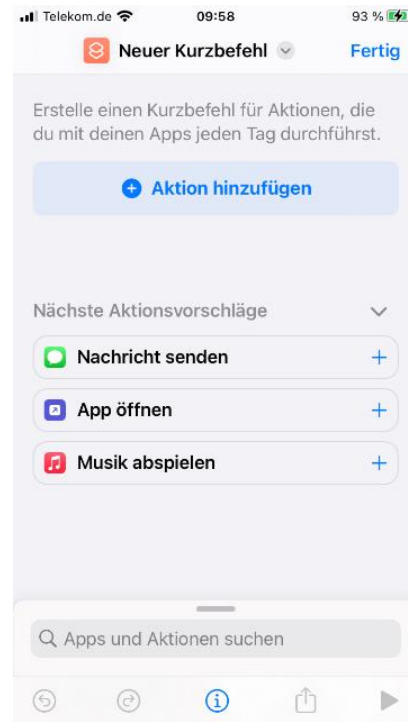 Telekom.de 09:58 93 %
Neuer Kurzbefehl Fertig
Erstelle einen Kurzbefehl für Aktionen, die
du mit deinen Apps jeden Tag durchführst.
Aktion hinzufügen
Nächste Aktionsvorschläge
Nachricht senden
App öffnen
Musik abspielen
Apps und Aktionen suchen